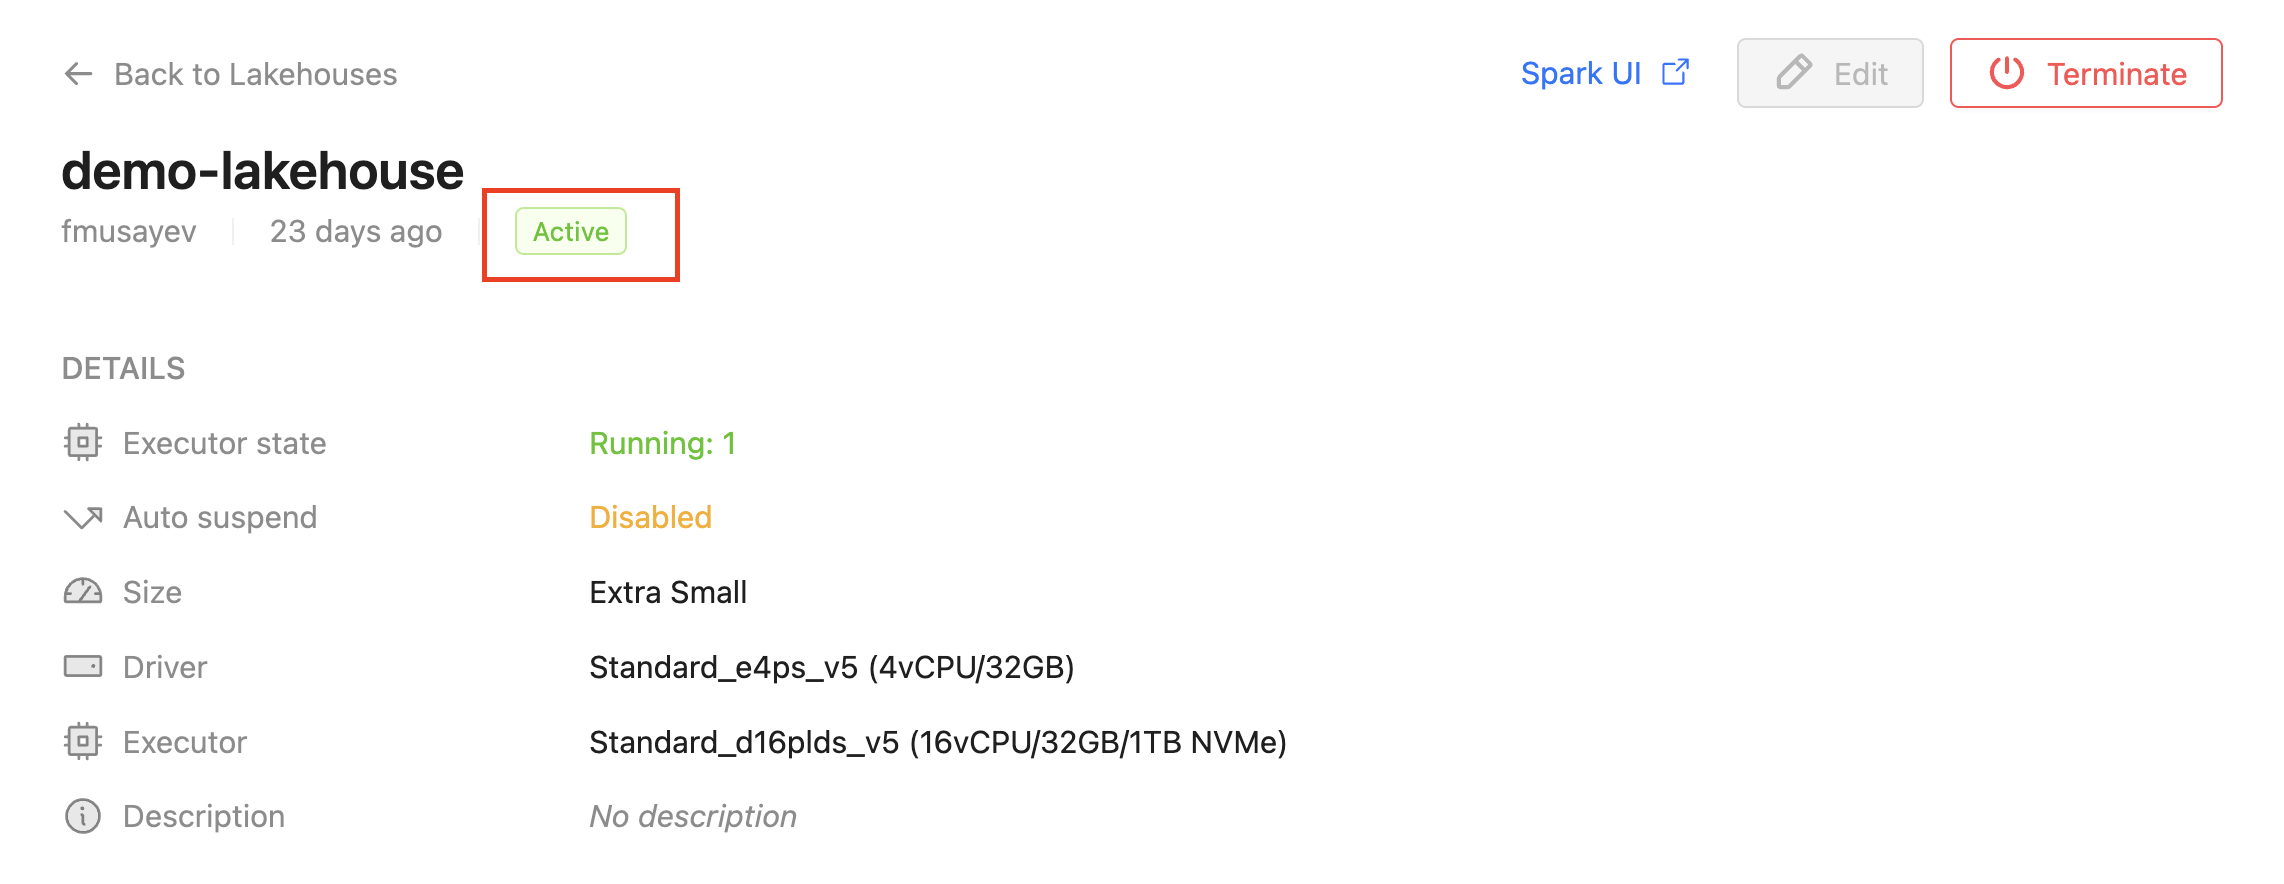 Back to Lakehouses
Spark UI
Edit
Terminate
demo-lakehouse
fmusayev 23 days ago Active
DETAILS
Executor state Running: 1
Auto suspend Disabled
Size Extra Small
Driver Standard_e4ps_v5 (4vCPU/32GB)
Executor Standard_d16plds_v5 (16vCPU/32GB/1TB NVMe)
Description No description